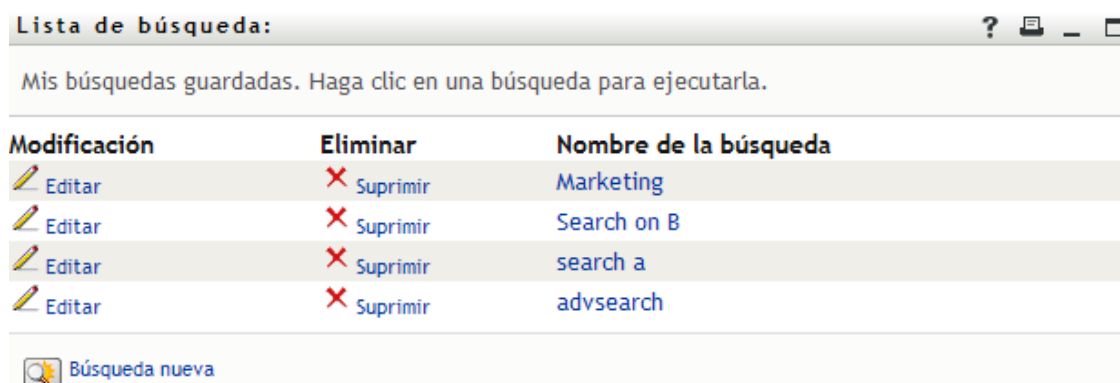 Lista de búsqueda:
Mis búsquedas guardadas. Haga clic en una búsqueda para ejecutarla.
Modificación Eliminar Nombre de la búsqueda
Editar Suprimir Marketing
Editar Suprimir Search on B
Editar Suprimir search a
Editar Suprimir advsearch
Búsqueda nueva